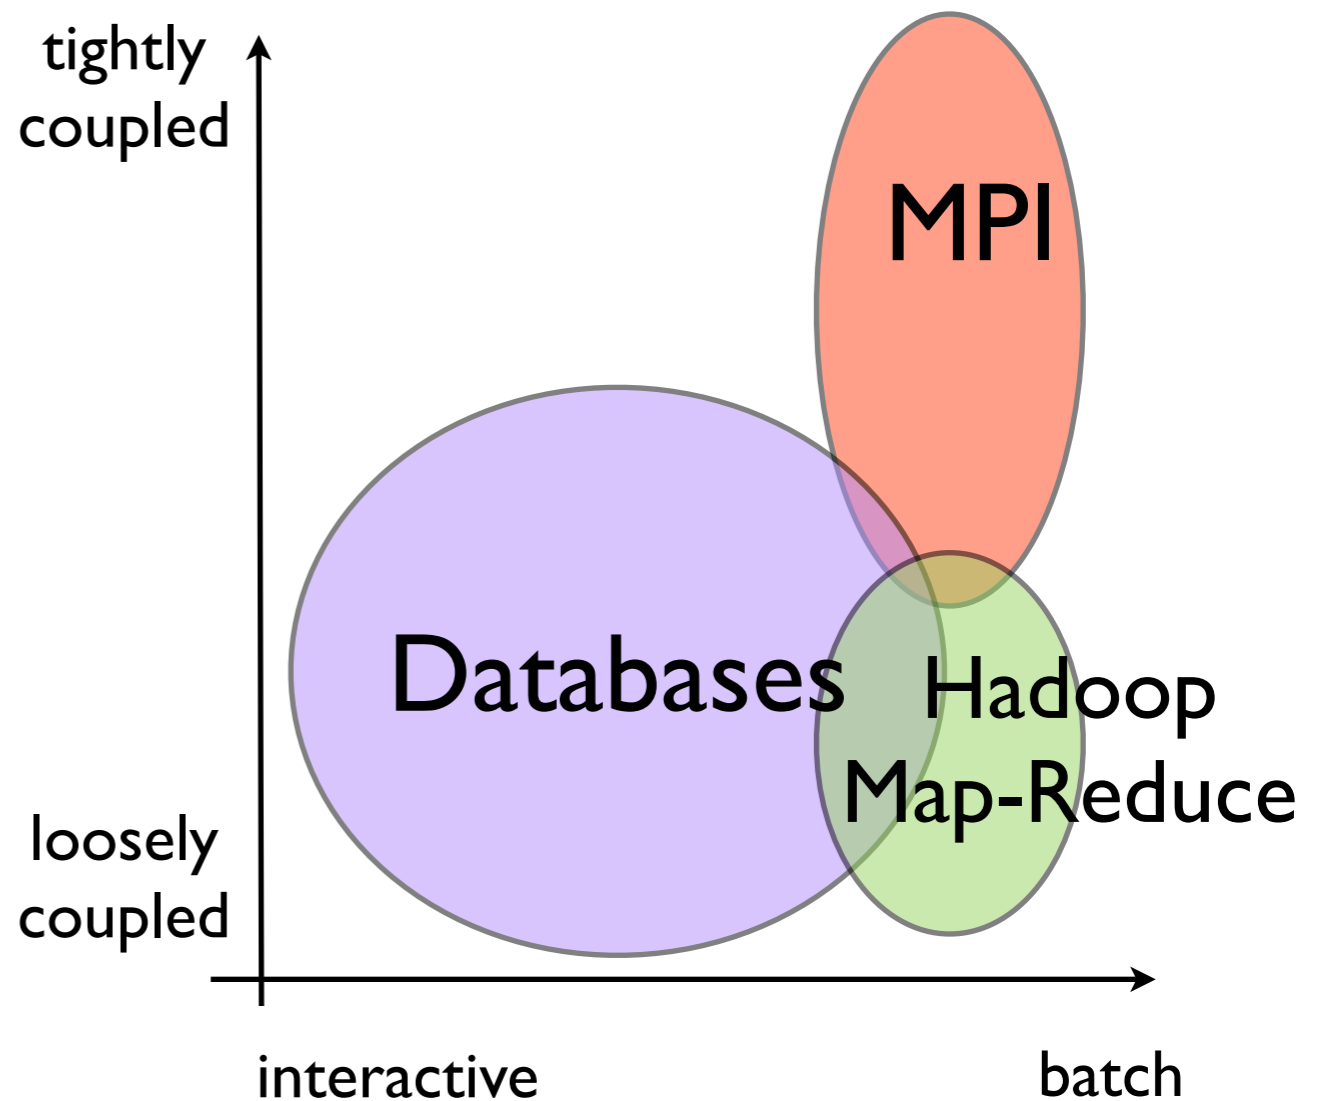 tightly
coupled
MPI
Databases
Hadoop
Map-Reduce
loosely
coupled
interactive
batch